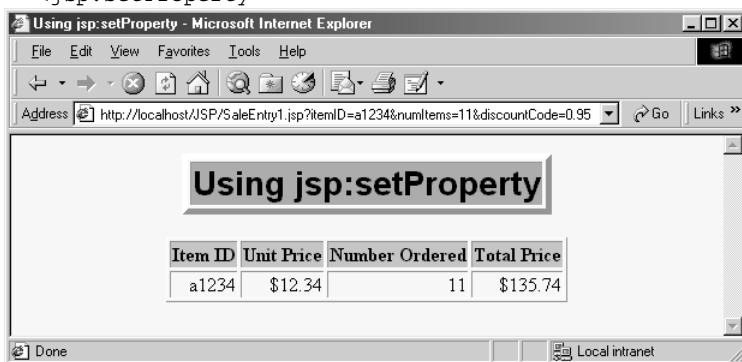 <jsp:setProperty
Using jsp:setProperty - Microsoft Internet Explorer
File Edit View Favorites Tools Help
Address http://localhost/JSP/SaleEntry1.jsp?itemID=a1234&numItems=11&discountCode=0.95 Go Links »
Using jsp:setProperty
Item ID Unit Price Number Ordered Total Price
a1234 $12.34 11 $135.74
Done Local intranet